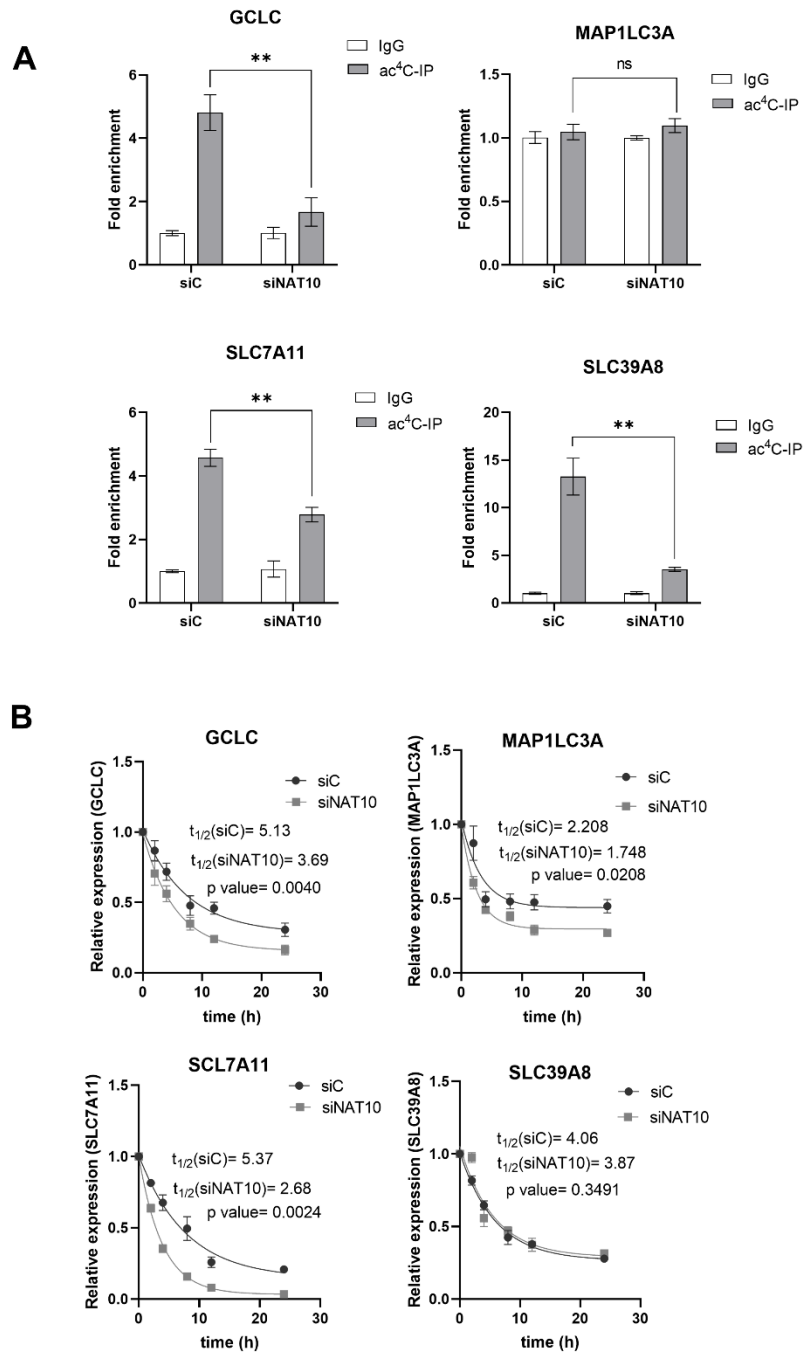 A
GCLC
Fold enrichment
6
4
2
0
**
IgG
ac⁴C-IP
siC
siNAT10
MAP1LC3A
Fold enrichment
1.5
1.0
0.5
0.0
ns
IgG
ac⁴C-IP
siC
siNAT10
SLC7A11
Fold enrichment
6
4
2
0
**
IgG
ac⁴C-IP
siC
siNAT10
SLC39A8
Fold enrichment
20
15
10
5
0
**
IgG
ac⁴C-IP
siC
siNAT10
B
GCLC
Relative expression (GCLC)
1.5
1.0
0.5
0.0
siC
siNAT10
t1/2(siC)= 5.13
t1/2(siNAT10)= 3.69
p value= 0.0040
0 10 20 30
time (h)
MAP1LC3A
Relative expression (MAP1LC3A)
1.5
1.0
0.5
0.0
siC
siNAT10
t1/2(siC)= 2.208
t1/2(siNAT10)= 1.748
p value= 0.0208
0 10 20 30
time (h)
SCL7A11
Relative expression (SLC7A11)
1.5
1.0
0.5
0.0
siC
siNAT10
t1/2(siC)= 5.37
t1/2(siNAT10)= 2.68
p value= 0.0024
0 10 20 30
time (h)
SLC39A8
Relative expression (SLC39A8)
1.5
1.0
0.5
0.0
siC
siNAT10
t1/2(siC)= 4.06
t1/2(siNAT10)= 3.87
p value= 0.3491
0 10 20 30
time (h)